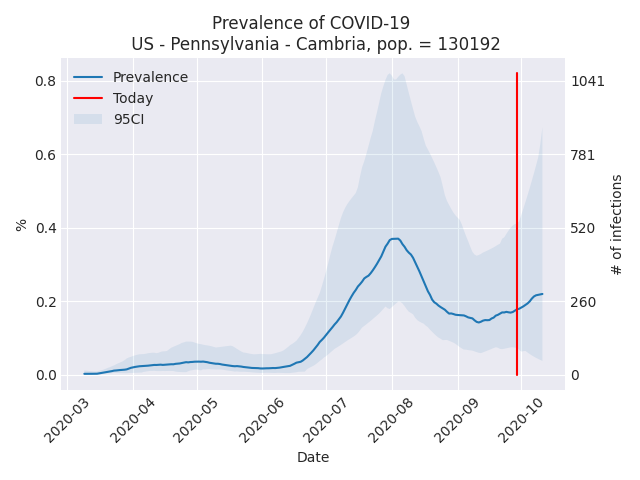 Prevalence of COVID-19
US - Pennsylvania - Cambria, pop. = 130192
Prevalence
Today
95CI
%
0.8
0.6
0.4
0.2
0.0
1041
781
520
260
0
# of infections
2020-03
2020-04
2020-05
2020-06
2020-07
2020-08
2020-09
2020-10
Date